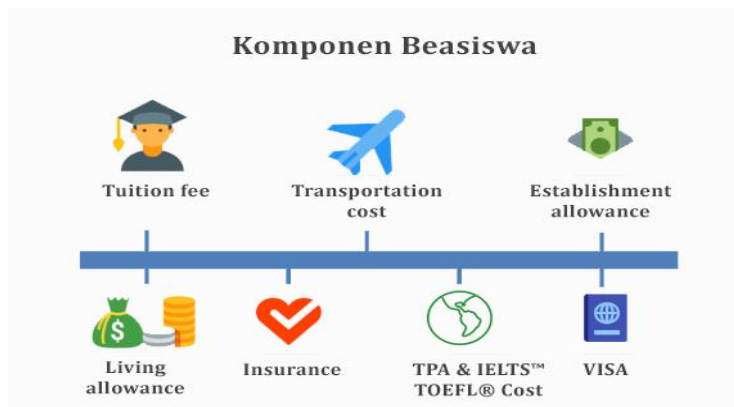 Komponen Beasiswa
Tuition fee
Transportation
cost
Establishment
allowance
$
Living
allowance
Insurance
TPA & IELTS™
TOEFL® Cost
VISA